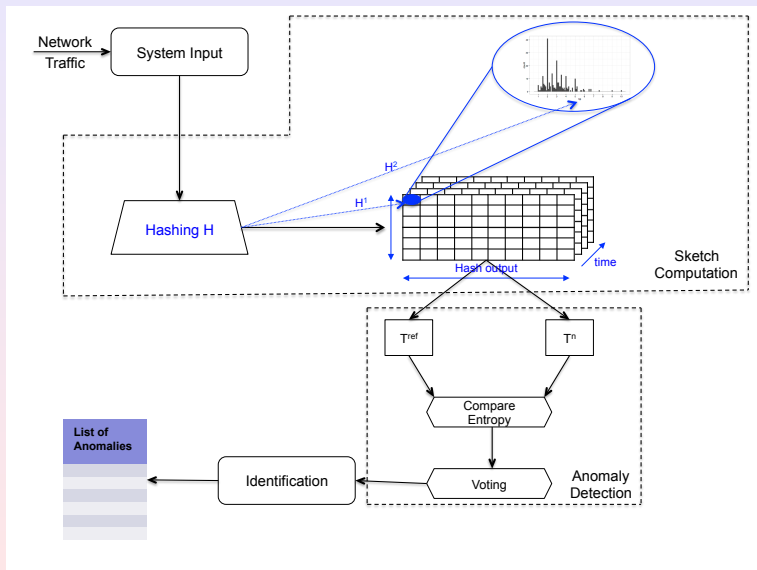 Network
Traffic
System Input
H²
H¹
Hashing H
Hash output
time
Sketch
Computation
Tʳᵉᶠ
Tⁿ
Compare
Entropy
List of
Anomalies
Identification
Voting
Anomaly
Detection